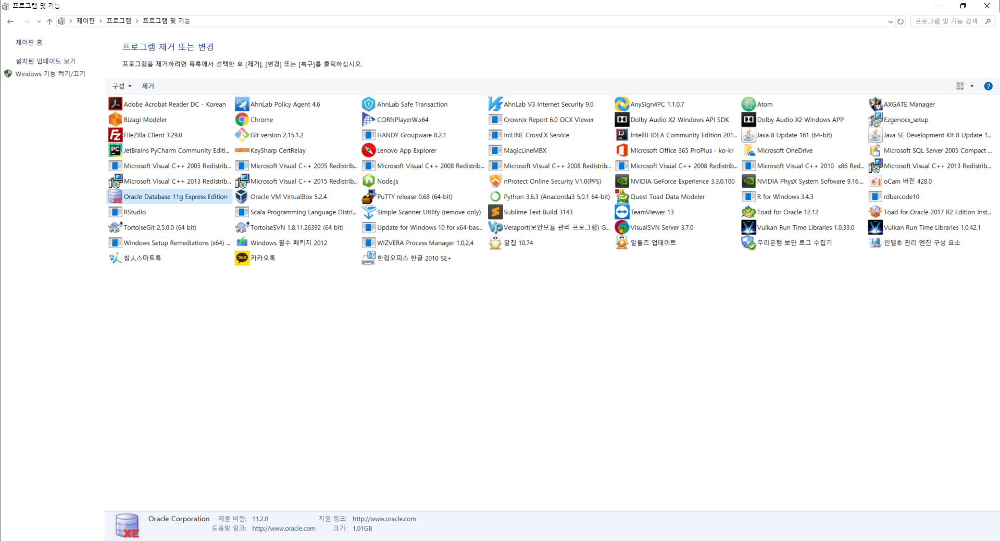 프로그램 및 기능
제어판 프로그램 프로그램 및 기능 프로그램 및 기능 검색
제어판 홈
설치된 업데이트 보기
Windows 기능 켜기/끄기
프로그램 제거 또는 변경
프로그램을 제거하려면 목록에서 선택한 후 [제거], [변경] 또는 [복구]를 클릭하십시오.
구성 제거
Adobe Acrobat Reader DC - Korean AhnLab Policy Agent 4.6 AhnLab Safe Transaction AhnLab V3 Internet Security 9.0 AnySign4PC 1.1.0.7 Atom AXGATE Manager
Bizagi Modeler Chrome CORNPlayerW.x64 Crownix Report 6.0 OCX Viewer Dolby Audio X2 Windows API SDK Dolby Audio X2 Windows APP Ezgenocx_setup
FileZilla Client 3.29.0 Git version 2.15.1.2 HANDY Groupware 8.2.1 iniLINE CrossEX Service IntelliJ IDEA Community Edition 201... Java 8 Update 161 (64-bit) Java SE Development Kit 8 Update 1...
JetBrains PyCharm Community Editi... KeySharp CertRelay Lenovo App Explorer MagicLineMBX Microsoft Office 365 ProPlus - ko-kr Microsoft OneDrive Microsoft SQL Server 2005 Compact ...
Microsoft Visual C++ 2005 Redistrib... Microsoft Visual C++ 2005 Redistrib... Microsoft Visual C++ 2008 Redistrib... Microsoft Visual C++ 2008 Redistrib... Microsoft Visual C++ 2008 Redistrib... Microsoft Visual C++ 2010 x86 Red... Microsoft Visual C++ 2013 Redistrib...
Microsoft Visual C++ 2013 Redistrib... Microsoft Visual C++ 2015 Redistrib... Node.js nProtect Online Security V1.0(PFS) NVIDIA GeForce Experience 3.3.0.100 NVIDIA PhysX System Software 9.16.... oCam 버전 428.0
Oracle Database 11g Express Edition Oracle VM VirtualBox 5.2.4 PuTTY release 0.68 (64-bit) Python 3.6.3 (Anaconda3 5.0.1 64-bit) Quest Toad Data Modeler R for Windows 3.4.3 rdbarcode10
RStudio Scala Programming Language Distri... Simple Scanner Utility (remove only) Sublime Text Build 3143 TeamViewer 13 Toad for Oracle 12.12 Toad for Oracle 2017 R2 Edition Inst...
TortoiseGit 2.5.0.0 (64 bit) TortoiseSVN 1.8.11.26392 (64 bit) Update for Windows 10 for x64-bas... Veraport(보안모듈 관리 프로그램) G... VisualSVN Server 3.7.0 Vulkan Run Time Libraries 1.0.33.0 Vulkan Run Time Libraries 1.0.42.1
Windows Setup Remediations (x64) ... Windows 필수 패키지 2012 WIZVERA Process Manager 1,0,2,4 알집 10.74 알툴즈 업데이트 우리은행 보안 로그 수집기 인텔® 관리 엔진 구성 요소
참人스마트톡 카카오톡 한컴오피스 한글 2010 SE+
Oracle Corporation 제품 버전: 11.2.0 지원 링크: http://www.oracle.com
도움말 링크: http://www.oracle.com 크기: 1.01GB